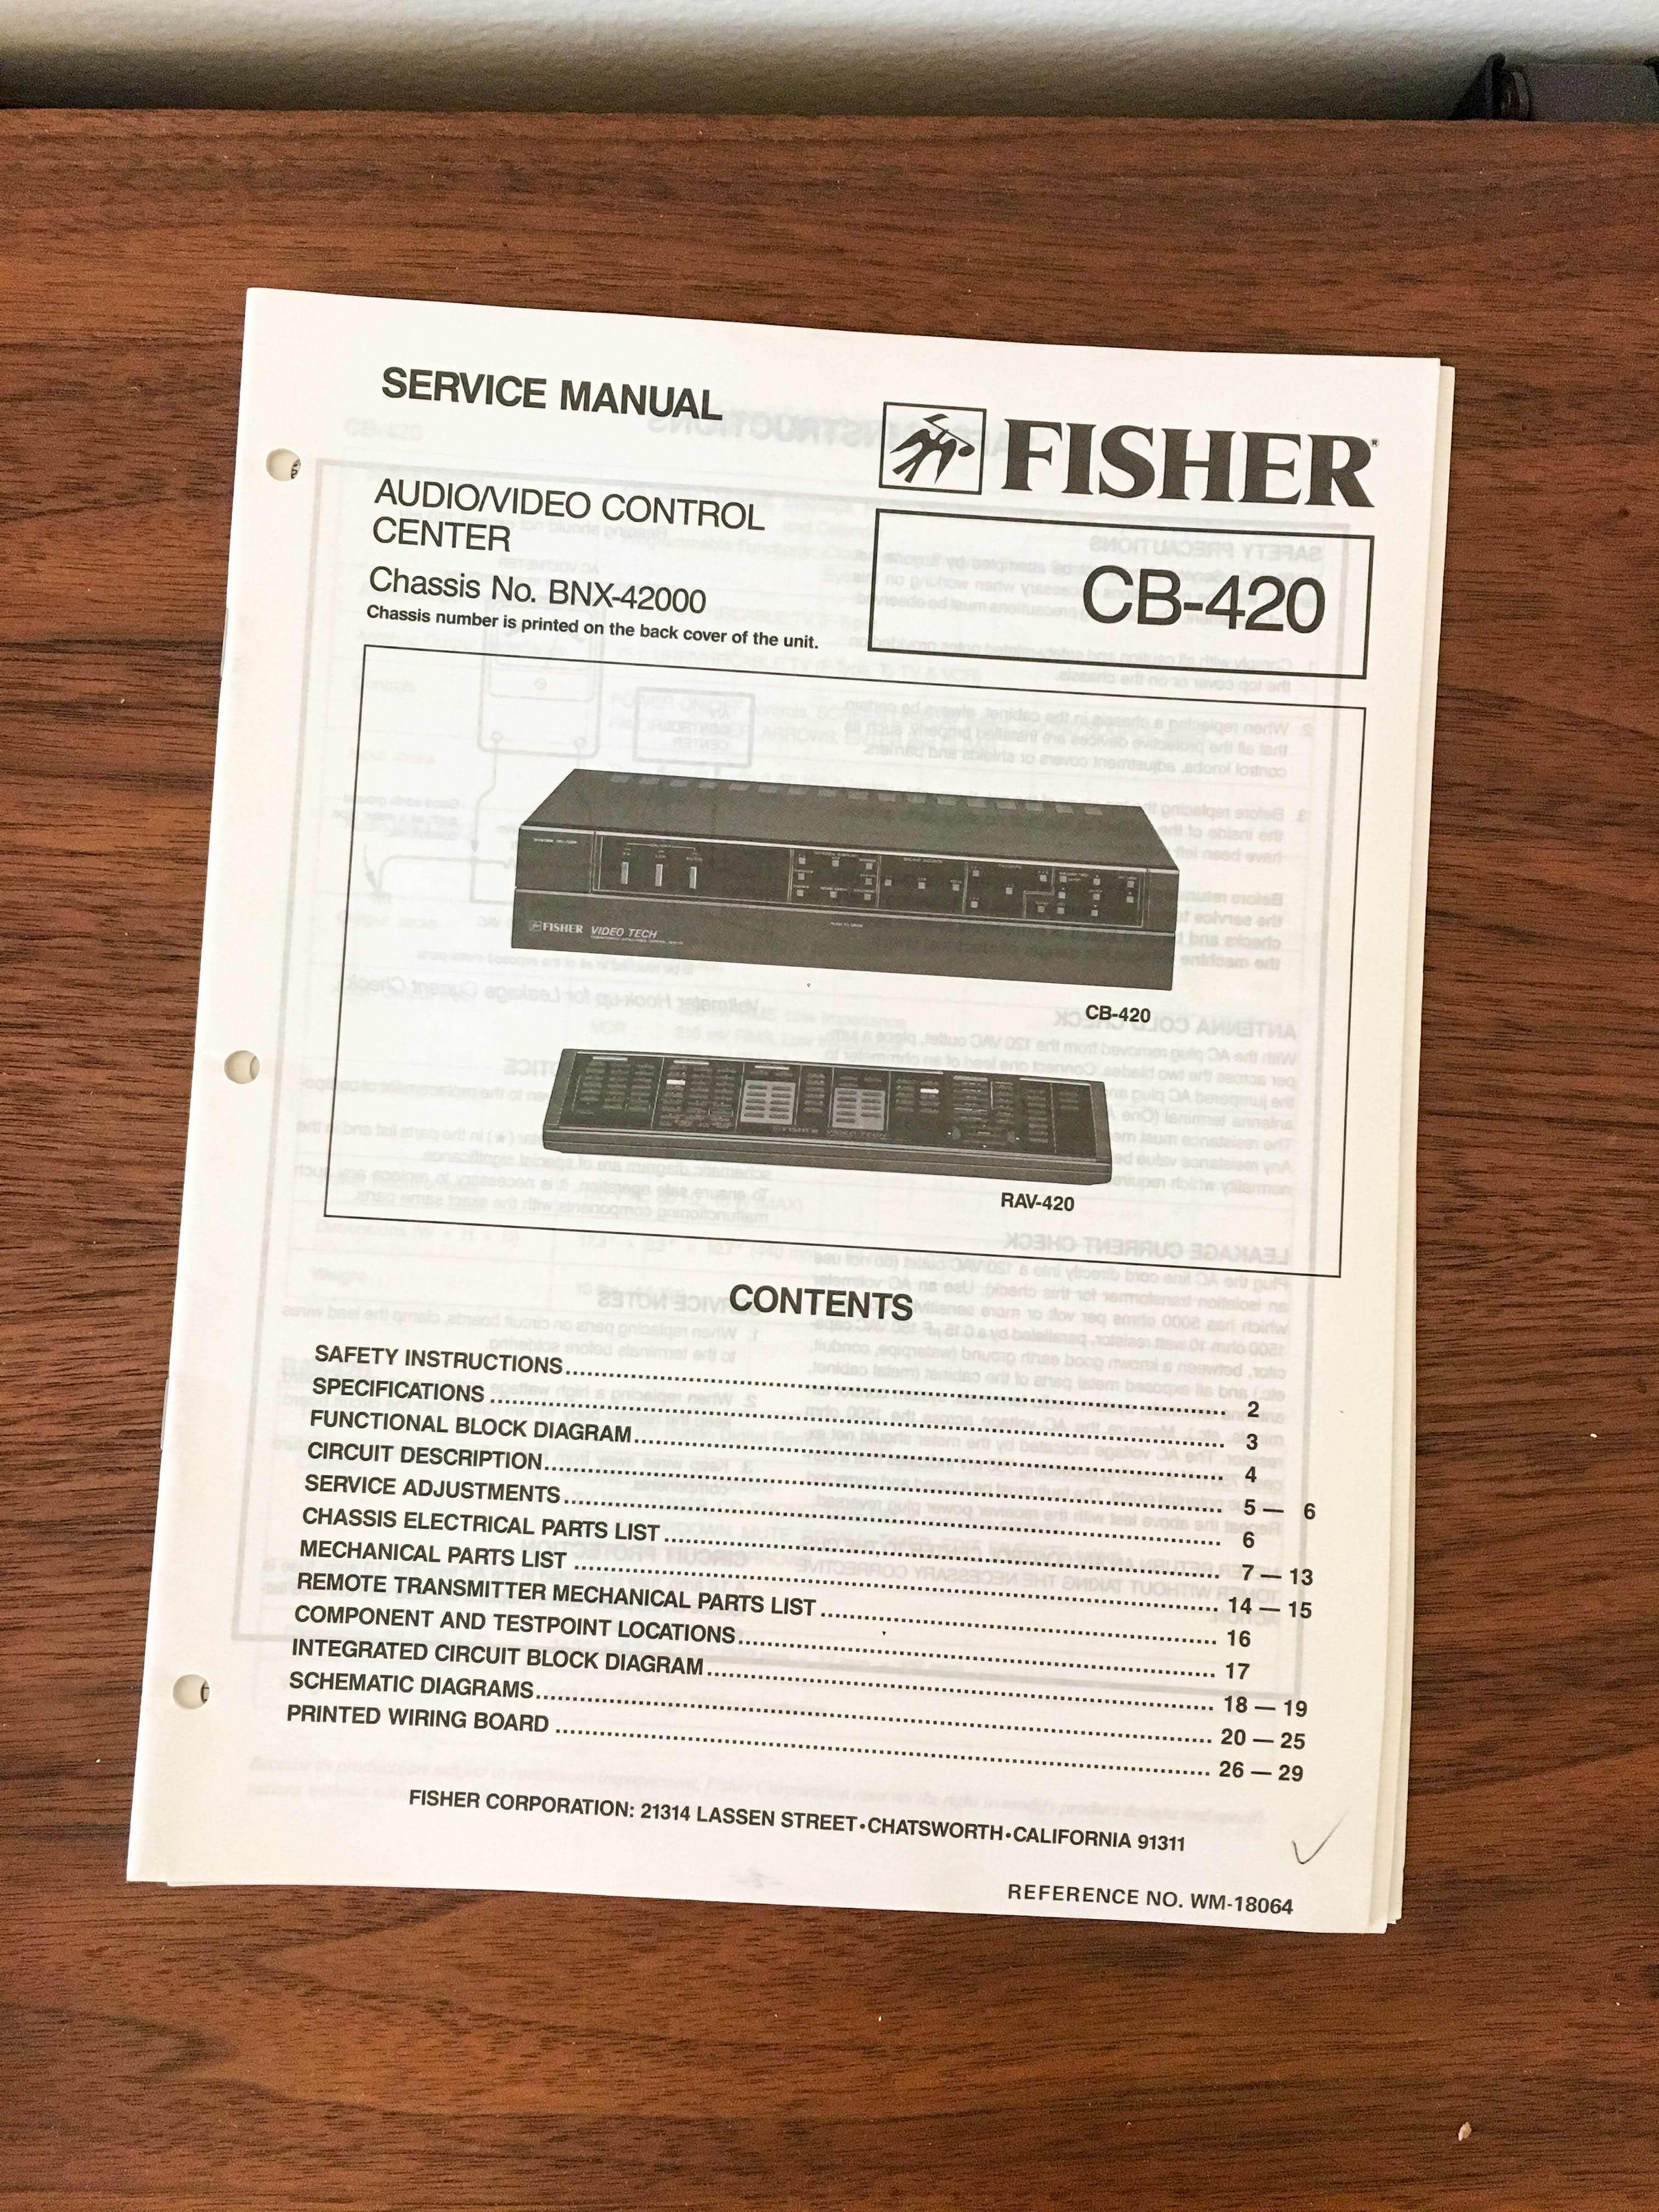 SERVICE MANUAL
FISHER®
AUDIO/VIDEO CONTROL
CENTER
CB-420
Chassis No. BNX-42000
Chassis number is printed on the back cover of the unit.
FISHER VIDEO TECH
CB-420
FISHER VIDEO TECH
RAV-420
CONTENTS
SAFETY INSTRUCTIONS 2
SPECIFICATIONS 3
FUNCTIONAL BLOCK DIAGRAM 4
CIRCUIT DESCRIPTION 5 — 6
SERVICE ADJUSTMENTS 6
CHASSIS ELECTRICAL PARTS LIST 7 — 13
MECHANICAL PARTS LIST 14 — 15
REMOTE TRANSMITTER MECHANICAL PARTS LIST 16
COMPONENT AND TESTPOINT LOCATIONS 17
INTEGRATED CIRCUIT BLOCK DIAGRAM 18 — 19
SCHEMATIC DIAGRAMS 20 — 25
PRINTED WIRING BOARD 26 — 29
FISHER CORPORATION: 21314 LASSEN STREET•CHATSWORTH•CALIFORNIA 91311
REFERENCE NO. WM-18064